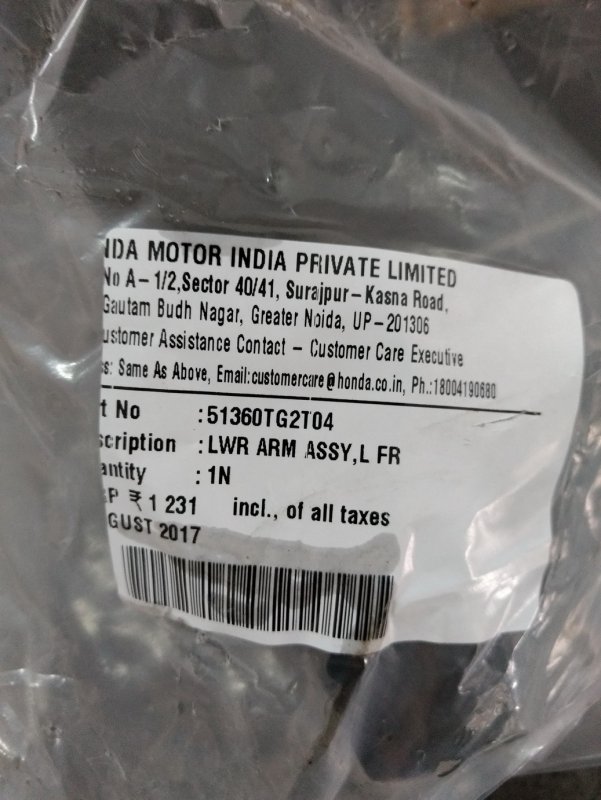 NDA MOTOR INDIA PRIVATE LIMITED
No A-1/2,Sector 40/41, Surajpur-Kasna Road,
Gautam Budh Nagar, Greater Noida, UP-201306
ustomer Assistance Contact - Customer Care Executive
s: Same As Above, Email:customercare@honda.co.in, Ph.:18004190680
t No :51360TG2T04
scription :LWR ARM ASSY,L FR
antity : 1N
P ₹ 1 231 incl., of all taxes
GUST 2017